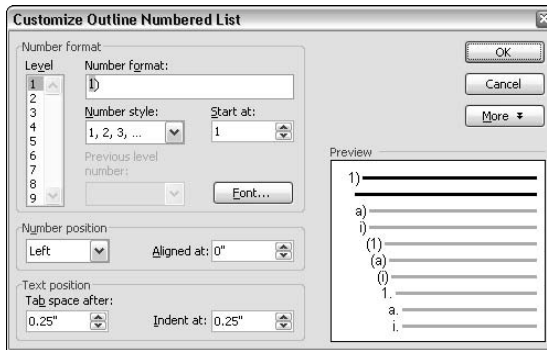 Customize Outline Numbered List
Number format
Level
Number format:
1
2
3
4
5
6
7
8
9
1)
Number style:
Start at:
1, 2, 3, ...
1
Previous level
number:
Font...
Number position
Left
Aligned at: 0"
Text position
Tab space after:
0.25"
Indent at: 0.25"
OK
Cancel
More
Preview
1)
a)
i)
(1)
(a)
(i)
1.
a.
i.